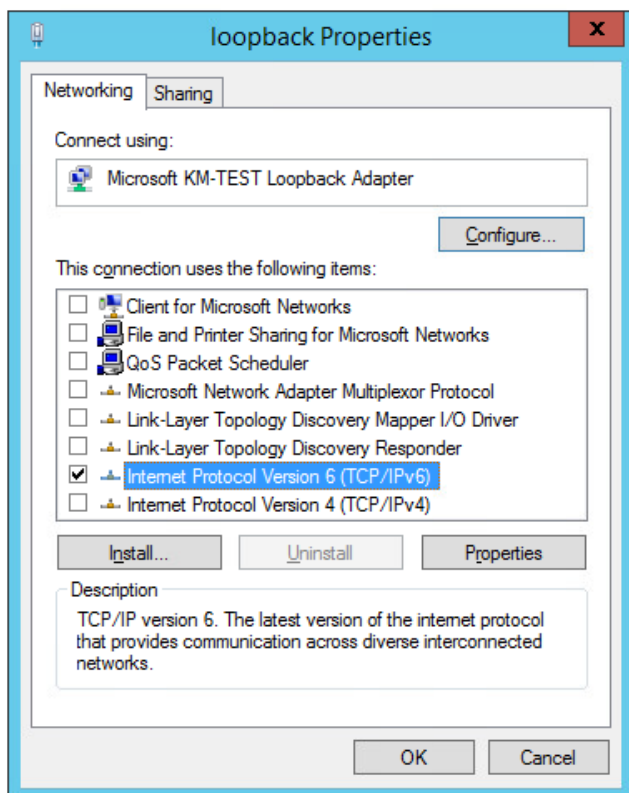 loopback Properties
x
Networking
Sharing
Connect using:
Microsoft KM-TEST Loopback Adapter
Configure...
This connection uses the following items:
Client for Microsoft Networks
File and Printer Sharing for Microsoft Networks
QoS Packet Scheduler
Microsoft Network Adapter Multiplexor Protocol
Link-Layer Topology Discovery Mapper I/O Driver
Link-Layer Topology Discovery Responder
Internet Protocol Version 6 (TCP/IPv6)
Internet Protocol Version 4 (TCP/IPv4)
Install...
Uninstall
Properties
Description
TCP/IP version 6. The latest version of the internet protocol
that provides communication across diverse interconnected
networks.
OK
Cancel